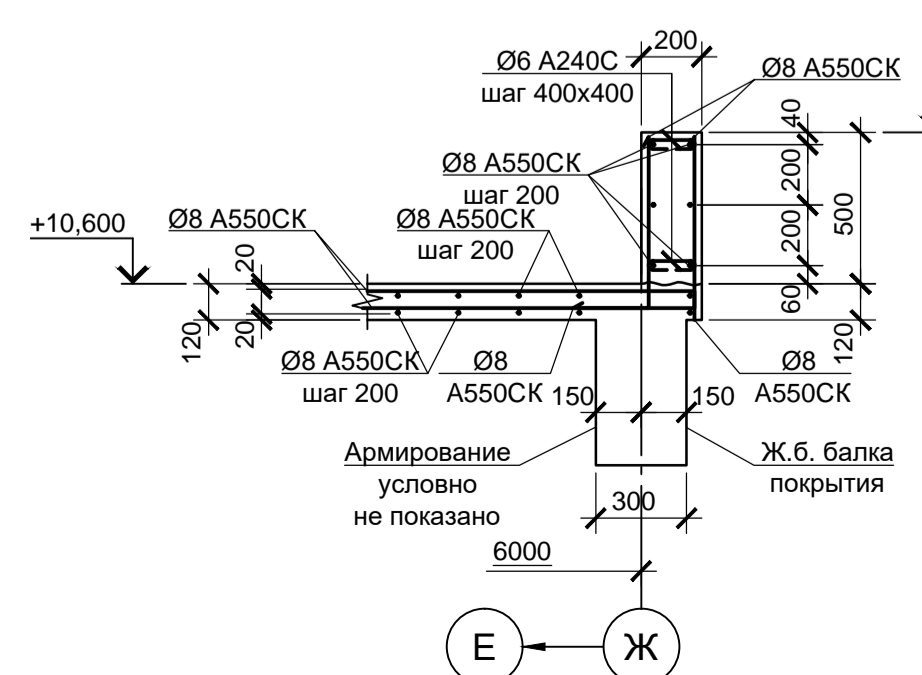 200
Ø6 А240С
шаг 400х400
Ø8 А550СК
40
Ø8 А550СК
шаг 200
200
500
+10,600
Ø8 А550СК
Ø8 А550СК
шаг 200
20
200
60
120
20
120
Ø8 А550СК
шаг 200
Ø8
А550СК
Ø8
А550СК
150
150
Армирование
условно
не показано
Ж.б. балка
покрытия
300
6000
Е
Ж